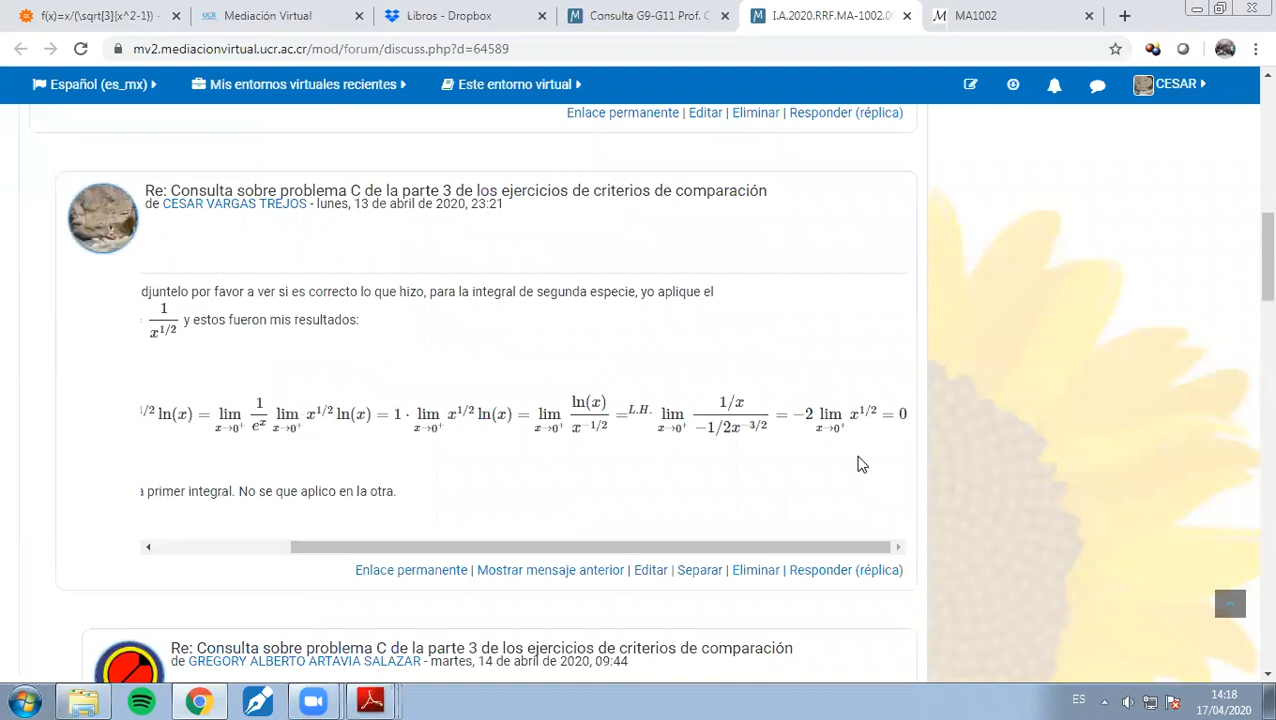 f(x)=x/(\sqrt[3]{x^2-1})
Mediación Virtual
Libros - Dropbox
Consulta G9-G11 Prof. C
I.A.2020.RRF.MA-1002.0
MA1002
mv2.mediacionvirtual.ucr.ac.cr/mod/forum/discuss.php?d=64589
Español (es_mx)
Mis entornos virtuales recientes
Este entorno virtual
CESAR
Enlace permanente | Editar | Eliminar | Responder (réplica)
Re: Consulta sobre problema C de la parte 3 de los ejercicios de criterios de comparación
de CESAR VARGAS TREJOS - lunes, 13 de abril de 2020, 23:21
djuntelo por favor a ver si es correcto lo que hizo, para la integral de segunda especie, yo aplique el
1/x^{1/2} y estos fueron mis resultados:
^{1/2} ln(x) = lim_{x→0⁺} 1/e^x lim_{x→0⁺} x^{1/2} ln(x) = 1 · lim_{x→0⁺} x^{1/2} ln(x) = lim_{x→0⁺} ln(x)/x^{-1/2} =^{L.H.} lim_{x→0⁺} (1/x)/(-1/2x^{-3/2}) = -2 lim_{x→0⁺} x^{1/2} = 0
a primer integral. No se que aplico en la otra.
Enlace permanente | Mostrar mensaje anterior | Editar | Separar | Eliminar | Responder (réplica)
Re: Consulta sobre problema C de la parte 3 de los ejercicios de criterios de comparación
de GREGORY ALBERTO ARTAVIA SALAZAR - martes, 14 de abril de 2020, 09:44
ES
14:18
17/04/2020